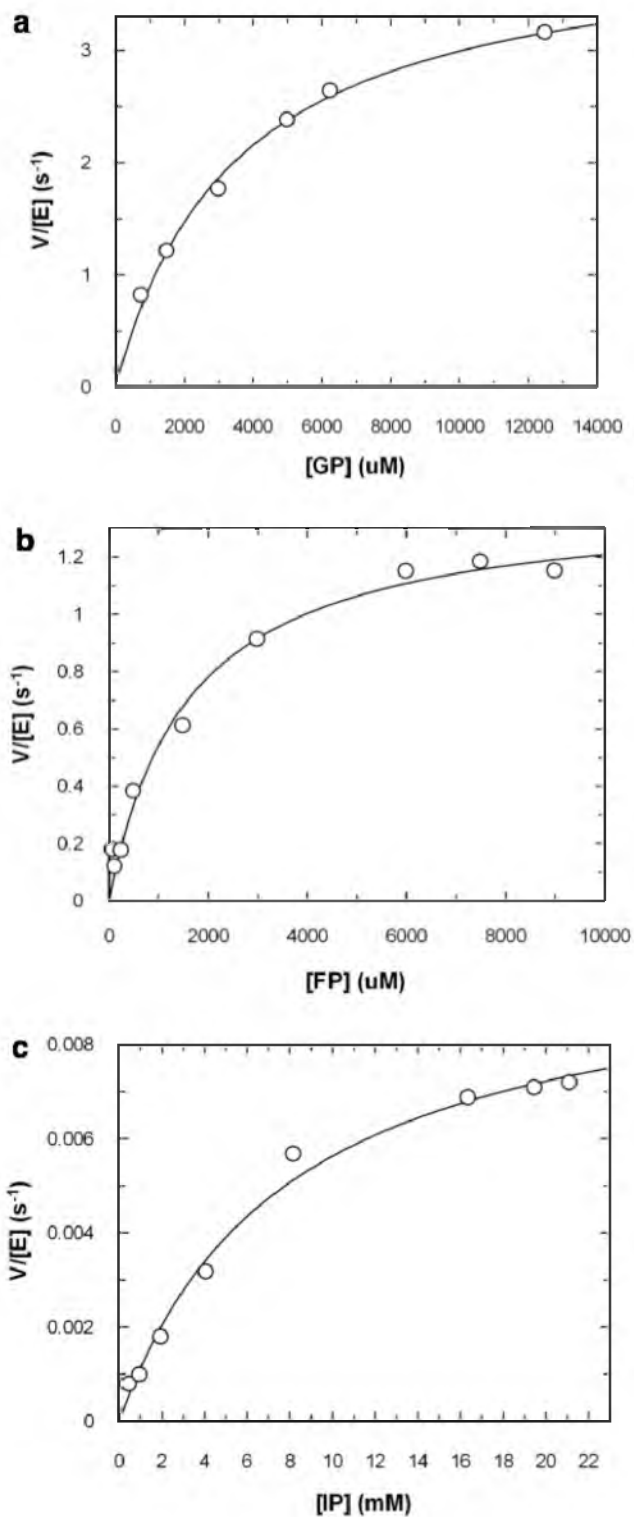 a
3
2
1
0
V/[E] (s⁻¹)
0 2000 4000 6000 8000 10000 12000 14000
[GP] (uM)
b
1.2
1
0.8
0.6
0.4
0.2
0
V/[E] (s⁻¹)
0 2000 4000 6000 8000 10000
[FP] (uM)
c
0.008
0.006
0.004
0.002
0
V/[E] (s⁻¹)
0 2 4 6 8 10 12 14 16 18 20 22
[IP] (mM)